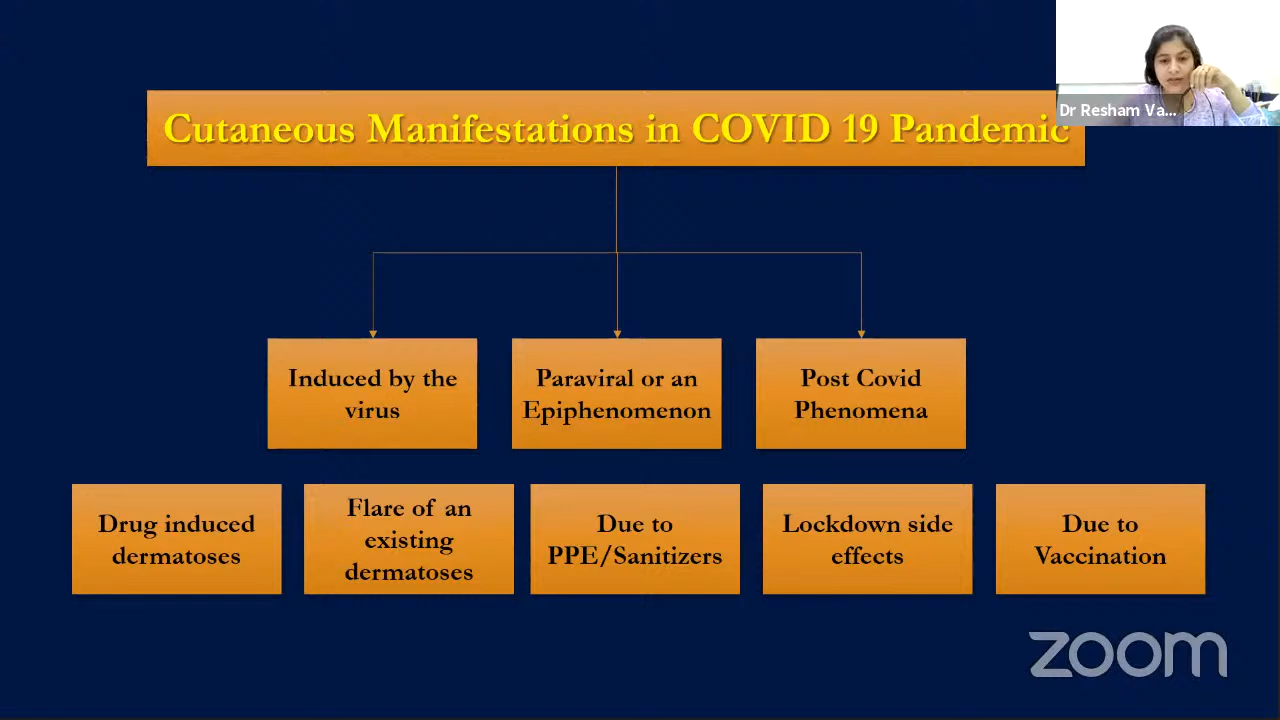 Cutaneous Manifestations in COVID 19 Pandemic
Dr Resham Va...
Induced by the
virus
Paraviral or an
Epiphenomenon
Post Covid
Phenomena
Drug induced
dermatoses
Flare of an
existing
dermatoses
Due to
PPE/Sanitizers
Lockdown side
effects
Due to
Vaccination
zoom